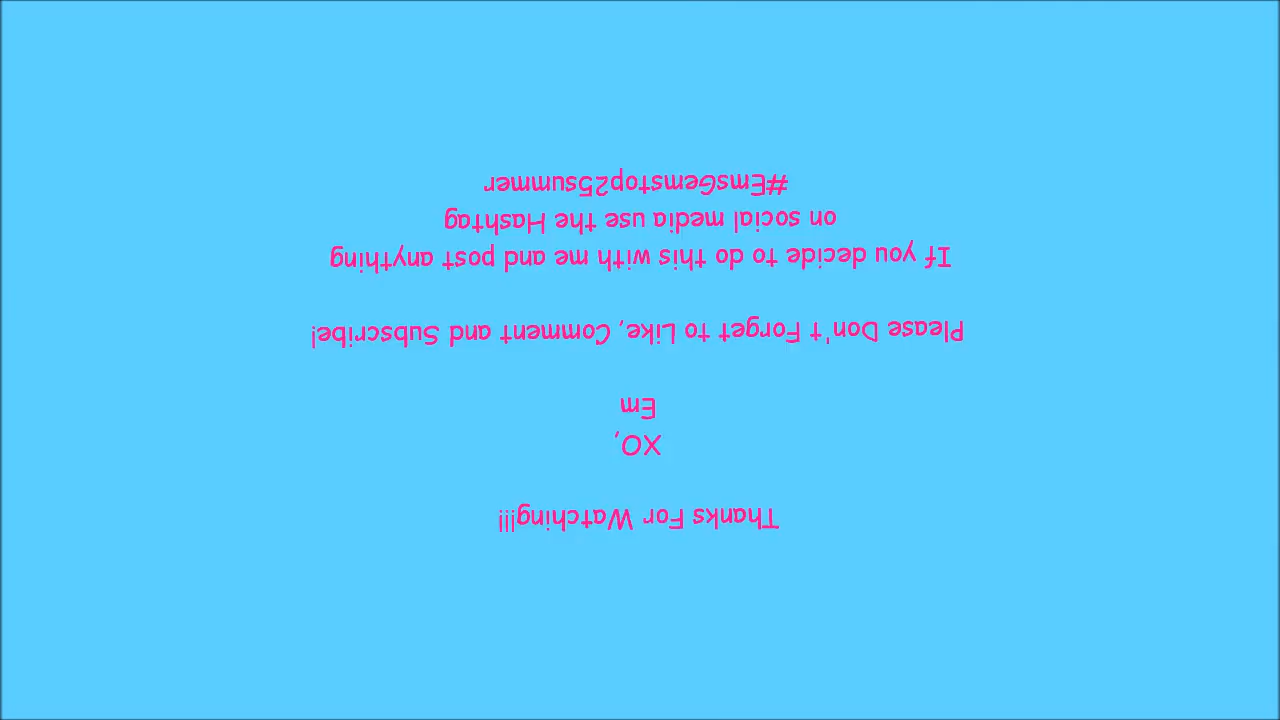 Thanks For Watching!!!
XO,
Em
Please Don't Forget to Like, Comment and Subscribe!
If you decide to do this with me and post anything
on social media use the Hashtag
#EmsGemstop25summer